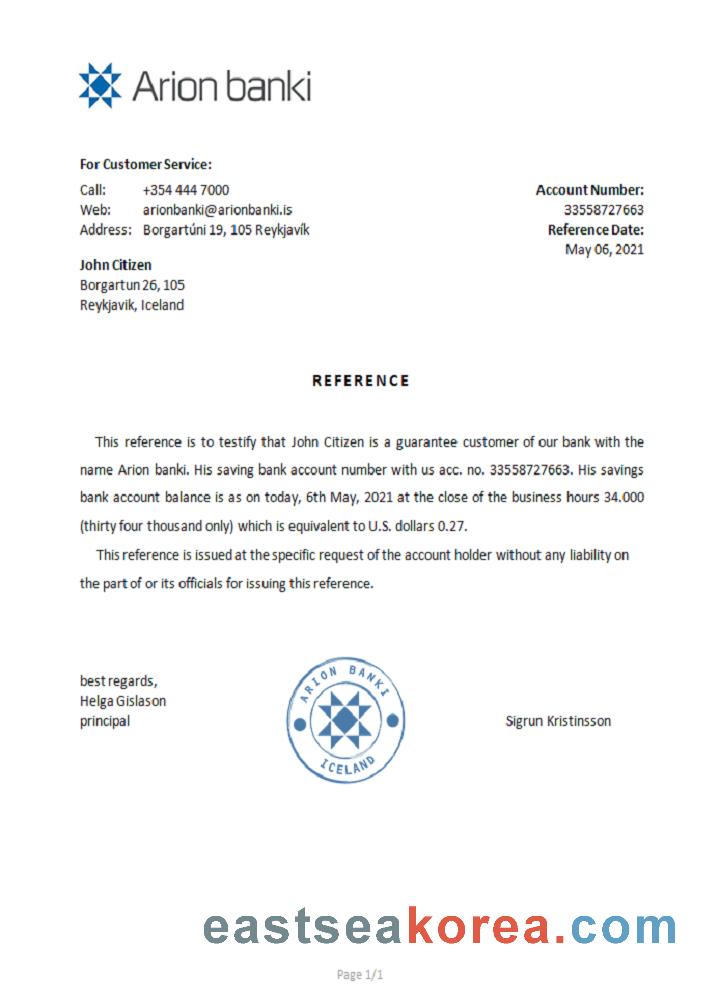 Arion banki
For Customer Service:
Call: +354 444 7000
Web: arionbanki@arionbanki.is
Address: Borgartúni 19, 105 Reykjavík
Account Number:
33558727663
Reference Date:
May 06, 2021
John Citizen
Borgartun 26, 105
Reykjavik, Iceland
REFERENCE
This reference is to testify that John Citizen is a guarantee customer of our bank with the
name Arion banki. His saving bank account number with us acc. no. 33558727663. His savings
bank account balance is as on today, 6th May, 2021 at the close of the business hours 34.000
(thirty four thousand only) which is equivalent to U.S. dollars 0.27.
This reference is issued at the specific request of the account holder without any liability on
the part of or its officials for issuing this reference.
best regards,
Helga Gislason
principal
ARION BANKI
ICELAND
Sigrun Kristinsson
eastseakorea.com
Page 1/1